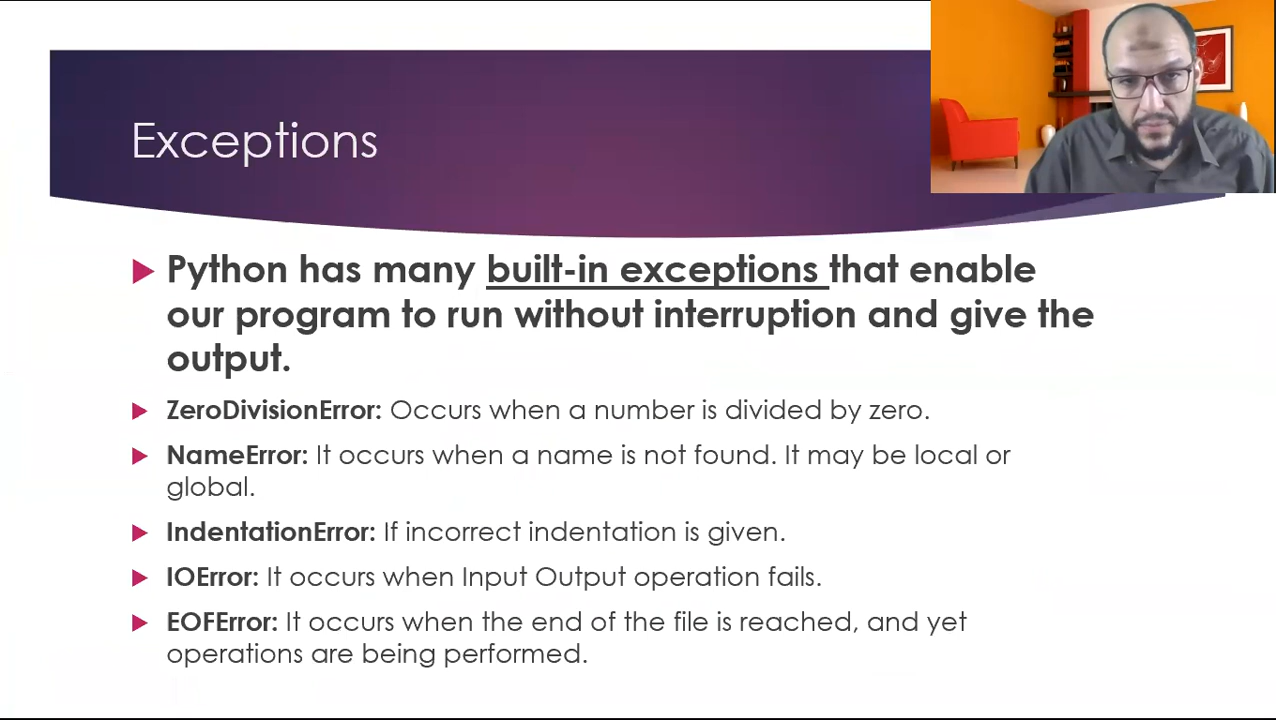 Exceptions
Python has many built-in exceptions that enable
our program to run without interruption and give the
output.
ZeroDivisionError: Occurs when a number is divided by zero.
NameError: It occurs when a name is not found. It may be local or
global.
IndentationError: If incorrect indentation is given.
IOError: It occurs when Input Output operation fails.
EOFError: It occurs when the end of the file is reached, and yet
operations are being performed.